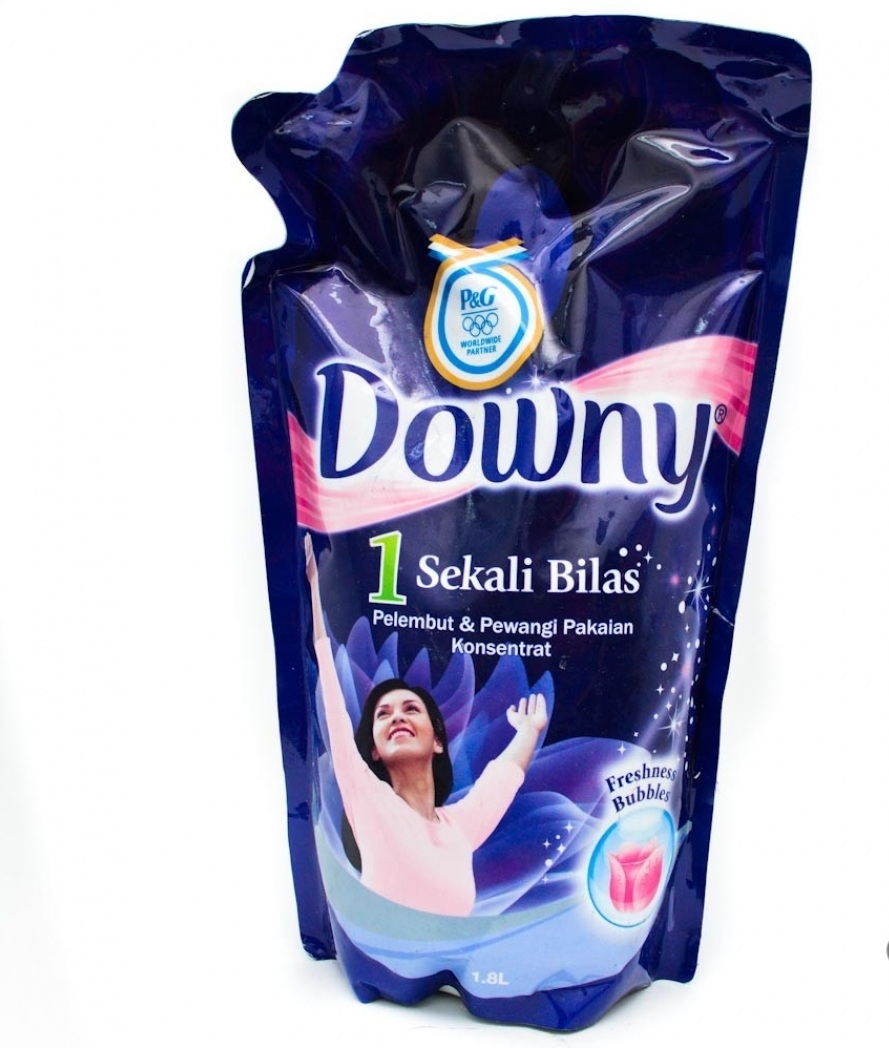 P&G
WORLDWIDE
PARTNER
Downy®
1 Sekali Bilas
Pelembut & Pewangi Pakaian
Konsentrat
Freshness
Bubbles
1.8L